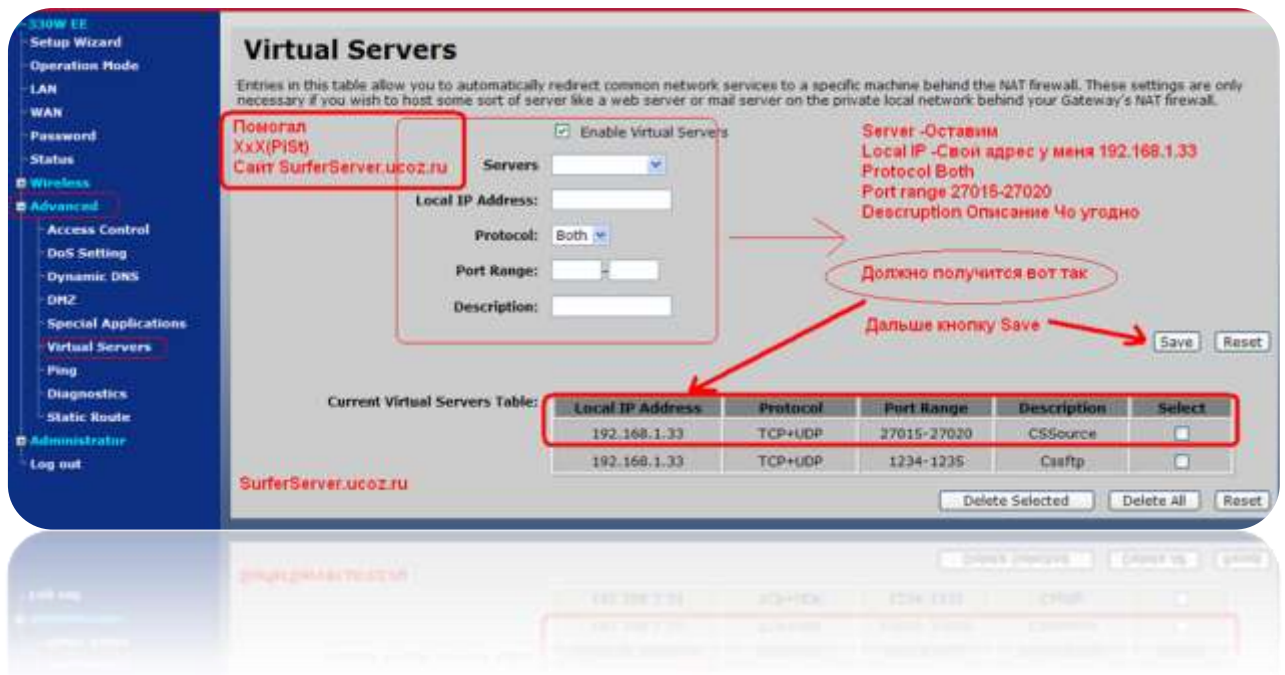 330W EE
Setup Wizard
Operation Mode
LAN
WAN
Password
Status
Wireless
Advanced
Access Control
DoS Setting
Dynamic DNS
DMZ
Special Applications
Virtual Servers
Ping
Diagnostics
Static Route
Administrator
Log out
Virtual Servers
Entries in this table allow you to automatically redirect common network services to a specific machine behind the NAT firewall. These settings are only
necessary if you wish to host some sort of server like a web server or mail server on the private local network behind your Gateway's NAT firewall.
Помогал
XxX(PiSt)
Саит SurferServer.ucoz.ru
Enable Virtual Servers
Servers
Local IP Address:
Protocol: Both
Port Range: -
Description:
Server -Оставим
Local IP -Свои адрес у меня 192.168.1.33
Protocol Both
Port range 27015-27020
Descruption Описание Чо угодно
Должно получится вот так
Дальше кнопку Save
Save Reset
Current Virtual Servers Table:
Local IP Address Protocol Port Range Description Select
192.168.1.33 TCP+UDP 27015-27020 CSSource
192.168.1.33 TCP+UDP 1234-1235 Cssftp
SurferServer.ucoz.ru
Delete Selected Delete All Reset